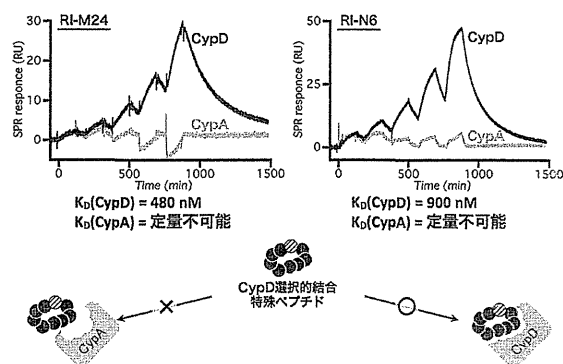 RI-M24
RI-N6
SPR responce (RU)
30
20
10
0
CypD
CypA
0
500
1000
1500
Time (min)
SPR responce (RU)
50
25
0
CypD
CypA
0
500
1000
1500
Time (min)
KD(CypD) = 480 nM
KD(CypA) = 定量不可能
KD(CypD) = 900 nM
KD(CypA) = 定量不可能
CypD選択的結合
特殊ペプチド
CypA
CypD